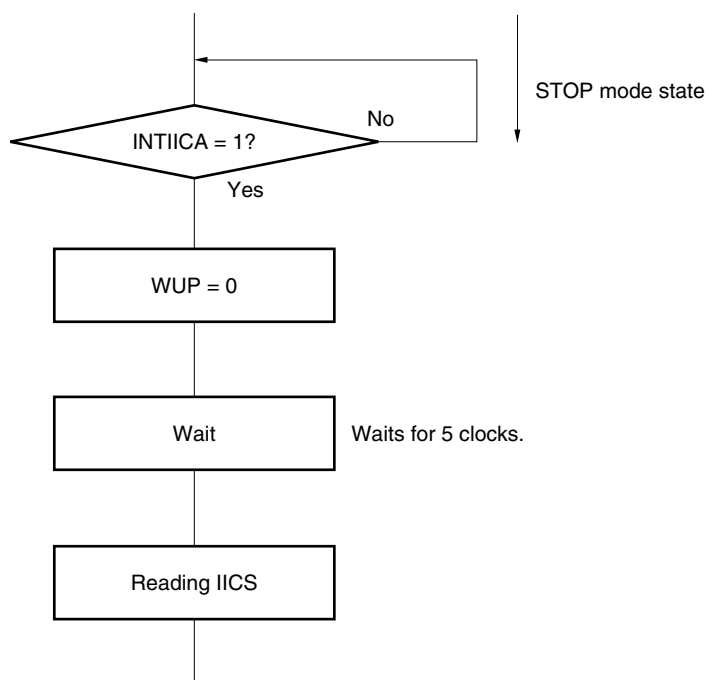 STOP mode state
No
INTIICA = 1?
Yes
WUP = 0
Wait
Waits for 5 clocks.
Reading IICS